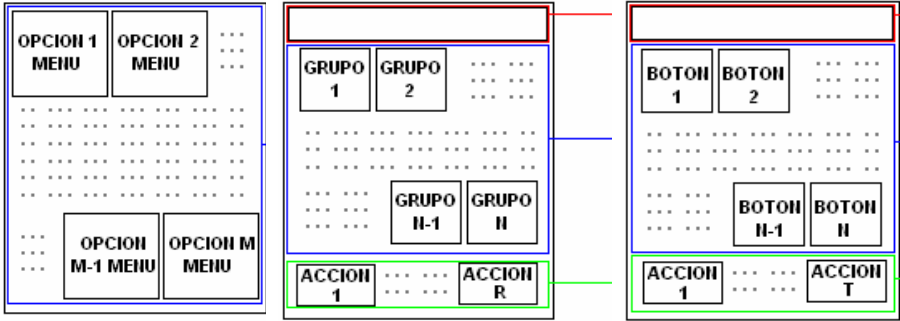 OPCION 1
MENU
OPCION 2
MENU
OPCION
M-1 MENU
OPCION M
MENU
GRUPO
1
GRUPO
2
GRUPO
N-1
GRUPO
N
ACCION
1
ACCION
R
BOTON
1
BOTON
2
BOTON
N-1
BOTON
N
ACCION
1
ACCION
T